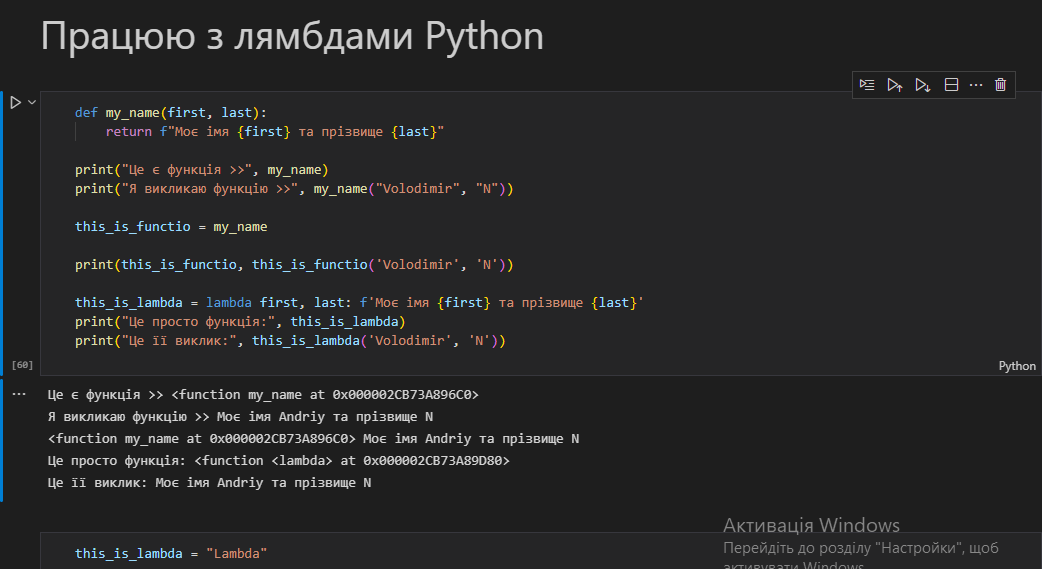 Працюю з лямбдами Python
def my_name(first, last):
return f"Моє імя {first} та прізвище {last}"
print("Це є функція >>", my_name)
print("Я викликаю функцію >>", my_name("Volodimir", "N"))
this_is_functio = my_name
print(this_is_functio, this_is_functio('Volodimir', 'N'))
this_is_lambda = lambda first, last: f'Моє імя {first} та прізвище {last}'
print("Це просто функція:", this_is_lambda)
print("Це її виклик:", this_is_lambda('Volodimir', 'N'))
[60]
Python
Це є функція >> <function my_name at 0x000002CB73A896C0>
Я викликаю функцію >> Моє імя Andriy та прізвище N
<function my_name at 0x000002CB73A896C0> Моє імя Andriy та прізвище N
Це просто функція: <function <lambda> at 0x000002CB73A89D80>
Це її виклик: Моє імя Andriy та прізвище N
Активація Windows
Перейдіть до розділу "Настройки", щоб
активувати Windows.
this_is_lambda = "Lambda"